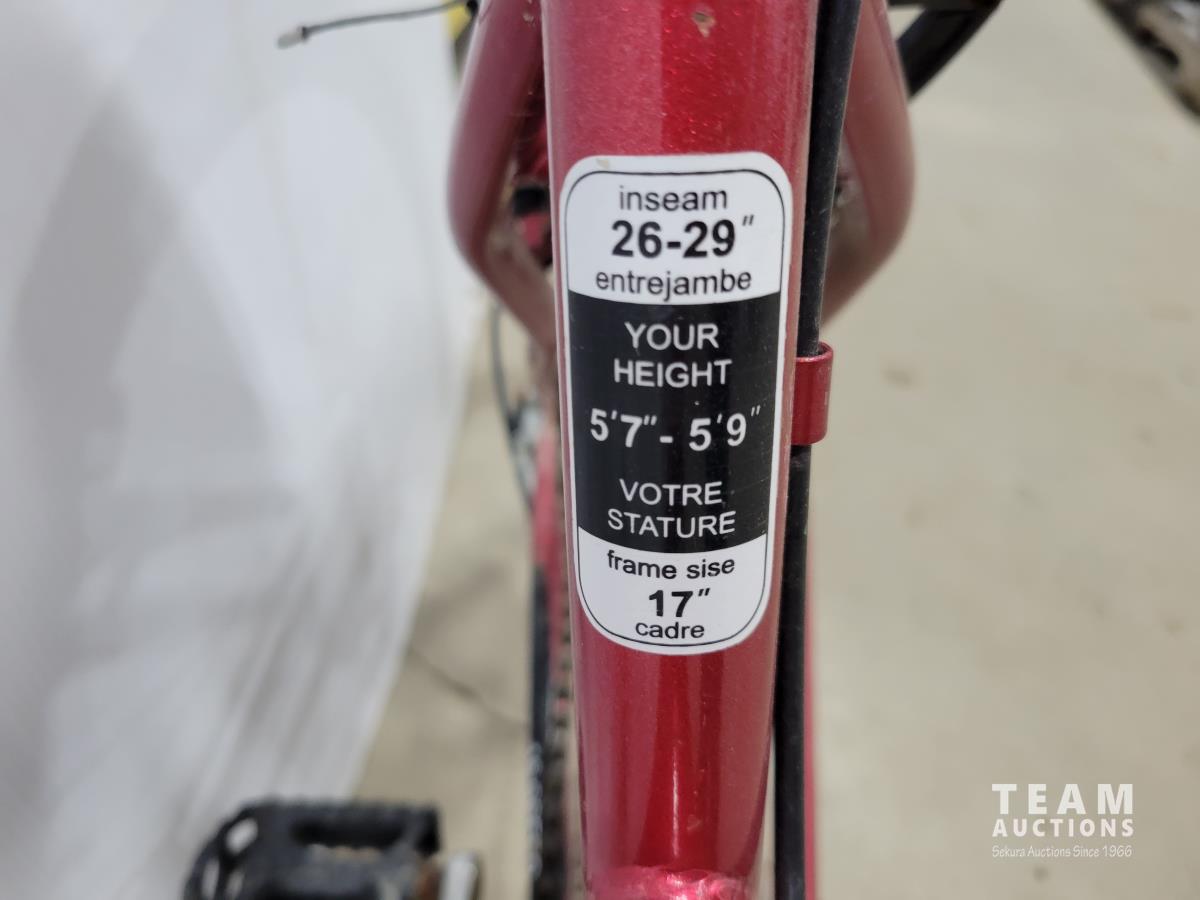 inseam
26-29"
entrejambe
YOUR
HEIGHT
5'7"- 5'9"
VOTRE
STATURE
frame sise
17"
cadre
TEAM
AUCTIONS
Sekura Auctions Since 1966